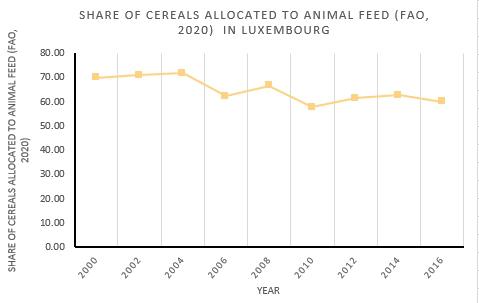 SHARE OF CEREALS ALLOCATED TO ANIMAL FEED (FAO,
2020) IN LUXEMBOURG
SHARE OF CEREALS ALLOCATED TO ANIMAL FEED (FAO,
2020)
80.00
70.00
60.00
50.00
40.00
30.00
20.00
10.00
0.00
2000 2002 2004 2006 2008 2010 2012 2014 2016
YEAR